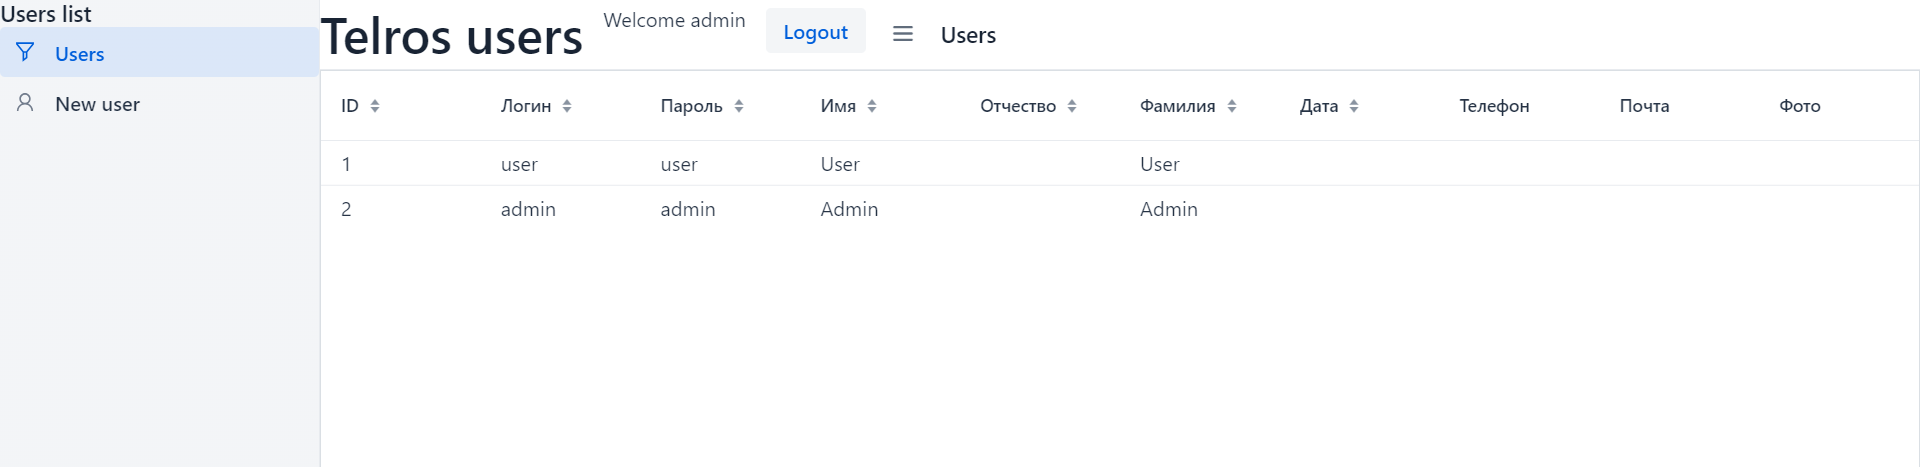 Users list
Users
New user
Telros users
Welcome admin
Logout
Users
ID Логин Пароль Имя Отчество Фамилия Дата Телефон Почта Фото
1 user user User User
2 admin admin Admin Admin